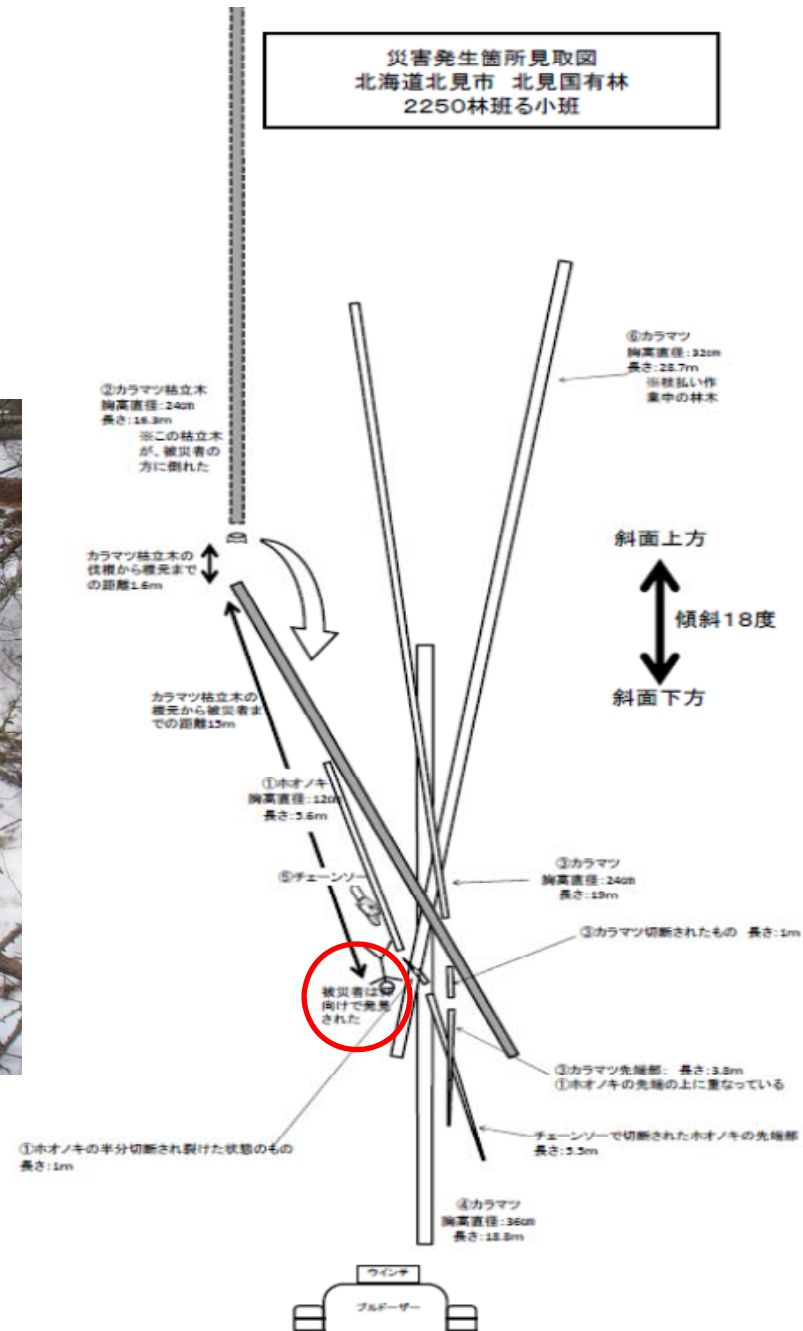 災害発生箇所見取図
北海道北見市 北見国有林
2250林班る小班
②カラマツ枯立木
胸高直径:24cm
長さ:16.3m
※この枯立木
が、被災者の
方に倒れた
⑥カラマツ
胸高直径:32cm
長さ:28.7m
※枝払い作
業中の林木
カラマツ枯立木の
伐根から根元まで
の距離1.6m
斜面上方
傾斜18度
斜面下方
カラマツ枯立木の
根元から被災者ま
での距離15m
①ホオノキ
胸高直径:12cm
長さ:5.6m
⑤チェーンソー
③カラマツ
胸高直径:24cm
長さ:19m
③カラマツ切断されたもの 長さ:1m
被災者は仰
向けで発見
された
③カラマツ先端部: 長さ:3.8m
①ホオノキの先端の上に重なっている
チェーンソーで切断されたホオノキの先端部
長さ:5.5m
①ホオノキの半分切断され裂けた状態のもの
長さ:1m
④カラマツ
胸高直径:36cm
長さ:18.8m
ウインチ
ブルドーザー